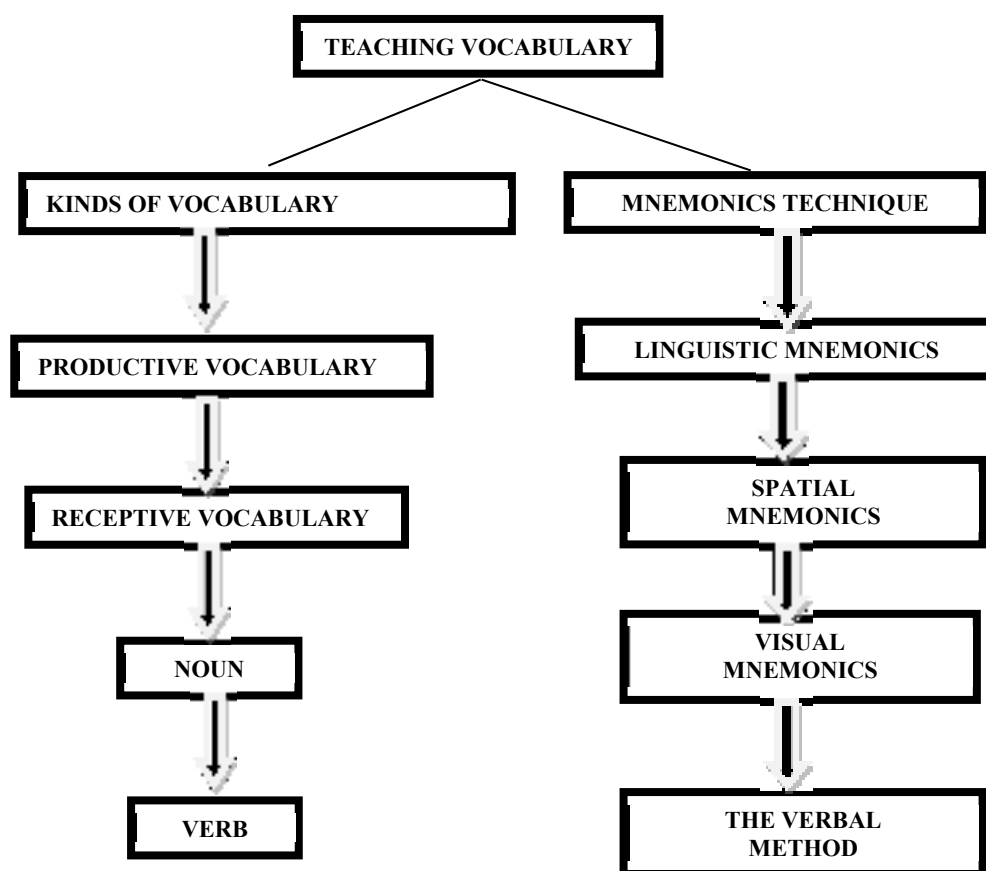 TEACHING VOCABULARY
KINDS OF VOCABULARY
MNEMONICS TECHNIQUE
PRODUCTIVE VOCABULARY
LINGUISTIC MNEMONICS
RECEPTIVE VOCABULARY
SPATIAL
MNEMONICS
NOUN
VISUAL
MNEMONICS
VERB
THE VERBAL
METHOD